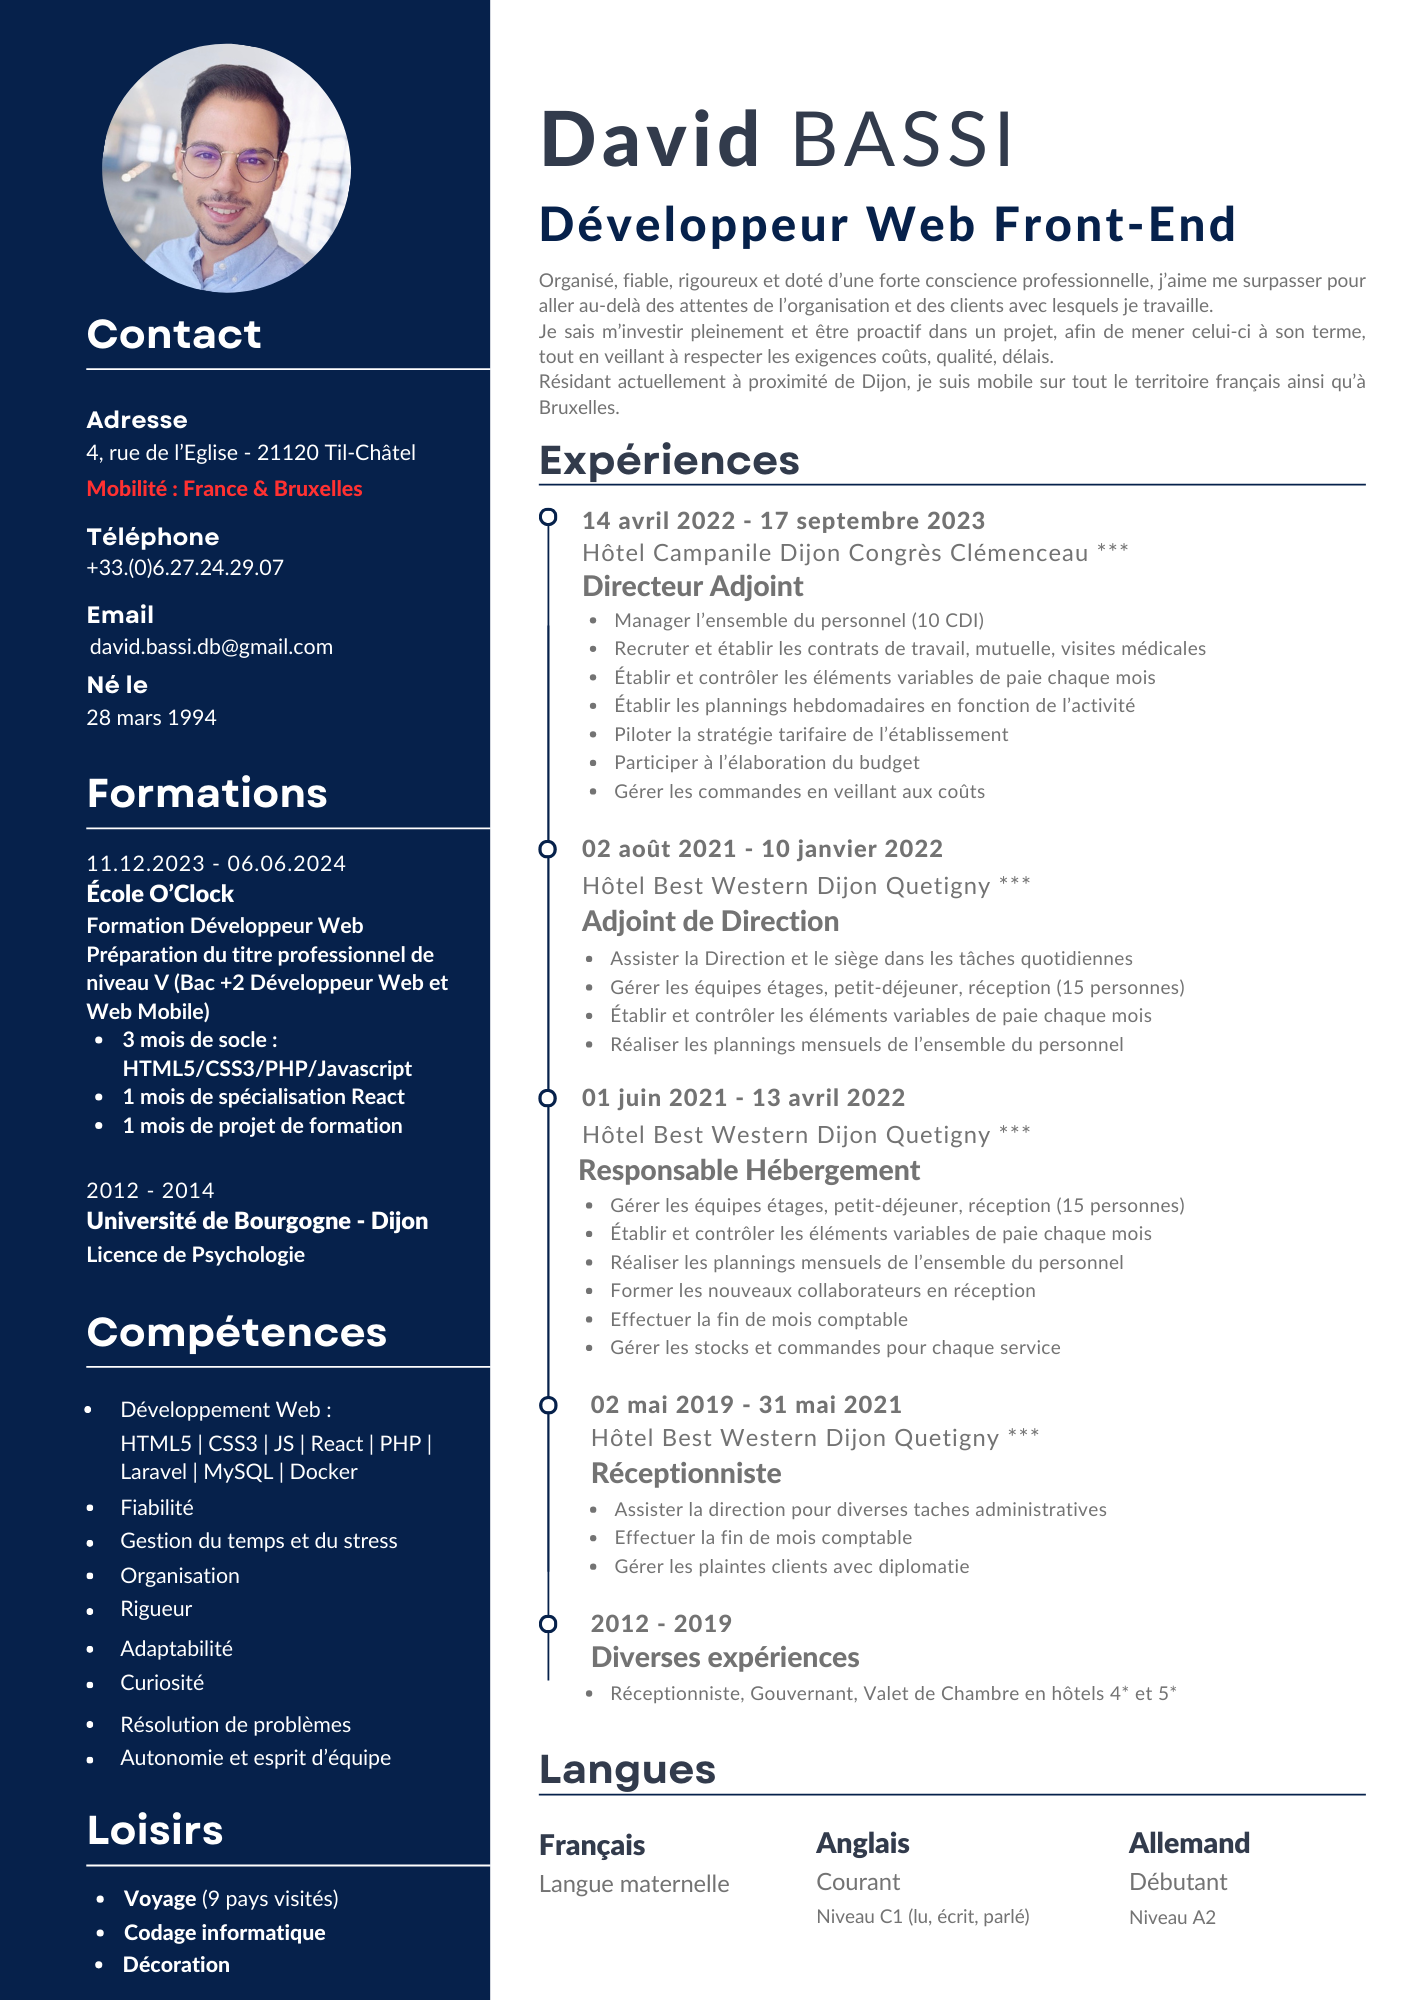 Contact
Adresse
4, rue de l’Eglise - 21120 Til-Châtel
Mobilité : France & Bruxelles
Téléphone
+33.(0)6.27.24.29.07
Email
david.bassi.db@gmail.com
Né le
28 mars 1994
Formations
11.12.2023 - 06.06.2024
École O’Clock
Formation Développeur Web
Préparation du titre professionnel de
niveau V (Bac +2 Développeur Web et
Web Mobile)
• 3 mois de socle :
HTML5/CSS3/PHP/Javascript
• 1 mois de spécialisation React
• 1 mois de projet de formation
2012 - 2014
Université de Bourgogne - Dijon
Licence de Psychologie
Compétences
• Développement Web :
HTML5 | CSS3 | JS | React | PHP |
Laravel | MySQL | Docker
• Fiabilité
• Gestion du temps et du stress
• Organisation
• Rigueur
• Adaptabilité
• Curiosité
• Résolution de problèmes
• Autonomie et esprit d’équipe
Loisirs
• Voyage (9 pays visités)
• Codage informatique
• Décoration
David BASSI
Développeur Web Front-End
Organisé, fiable, rigoureux et doté d’une forte conscience professionnelle, j’aime me surpasser pour
aller au-delà des attentes de l’organisation et des clients avec lesquels je travaille.
Je sais m’investir pleinement et être proactif dans un projet, afin de mener celui-ci à son terme,
tout en veillant à respecter les exigences coûts, qualité, délais.
Résidant actuellement à proximité de Dijon, je suis mobile sur tout le territoire français ainsi qu’à
Bruxelles.
Expériences
14 avril 2022 - 17 septembre 2023
Hôtel Campanile Dijon Congrès Clémenceau ***
Directeur Adjoint
• Manager l’ensemble du personnel (10 CDI)
• Recruter et établir les contrats de travail, mutuelle, visites médicales
• Établir et contrôler les éléments variables de paie chaque mois
• Établir les plannings hebdomadaires en fonction de l’activité
• Piloter la stratégie tarifaire de l’établissement
• Participer à l’élaboration du budget
• Gérer les commandes en veillant aux coûts
02 août 2021 - 10 janvier 2022
Hôtel Best Western Dijon Quetigny ***
Adjoint de Direction
• Assister la Direction et le siège dans les tâches quotidiennes
• Gérer les équipes étages, petit-déjeuner, réception (15 personnes)
• Établir et contrôler les éléments variables de paie chaque mois
• Réaliser les plannings mensuels de l’ensemble du personnel
01 juin 2021 - 13 avril 2022
Hôtel Best Western Dijon Quetigny ***
Responsable Hébergement
• Gérer les équipes étages, petit-déjeuner, réception (15 personnes)
• Établir et contrôler les éléments variables de paie chaque mois
• Réaliser les plannings mensuels de l’ensemble du personnel
• Former les nouveaux collaborateurs en réception
• Effectuer la fin de mois comptable
• Gérer les stocks et commandes pour chaque service
02 mai 2019 - 31 mai 2021
Hôtel Best Western Dijon Quetigny ***
Réceptionniste
• Assister la direction pour diverses taches administratives
• Effectuer la fin de mois comptable
• Gérer les plaintes clients avec diplomatie
2012 - 2019
Diverses expériences
• Réceptionniste, Gouvernant, Valet de Chambre en hôtels 4* et 5*
Langues
Français
Langue maternelle
Anglais
Courant
Niveau C1 (lu, écrit, parlé)
Allemand
Débutant
Niveau A2